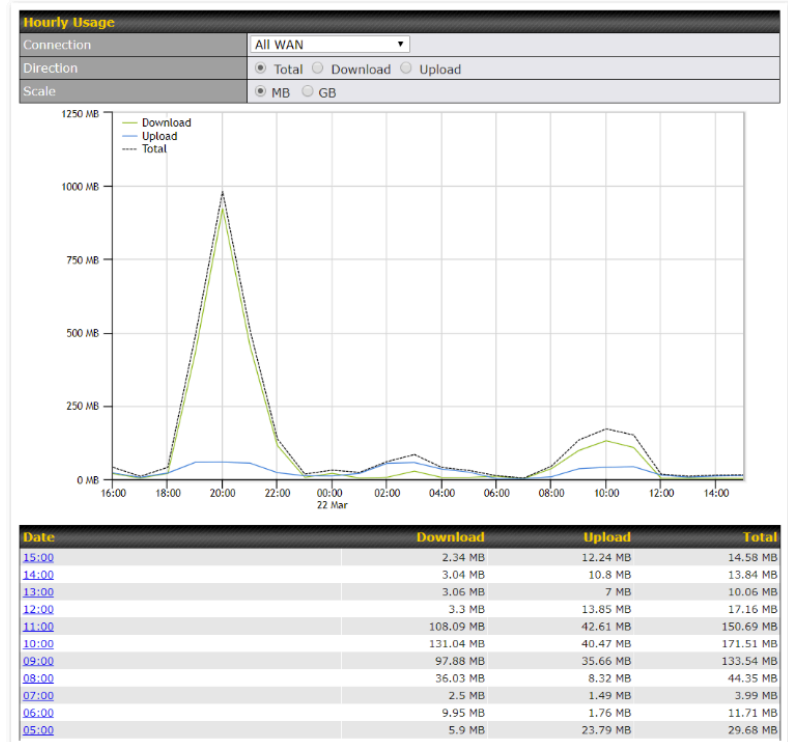 Hourly Usage
Connection All WAN
Direction Total Download Upload
Scale MB GB
1250 MB
Download
Upload
Total
1000 MB
750 MB
500 MB
250 MB
0 MB
16:00 18:00 20:00 22:00 00:00 02:00 04:00 06:00 08:00 10:00 12:00 14:00
22 Mar
Date Download Upload Total
15:00 2.34 MB 12.24 MB 14.58 MB
14:00 3.04 MB 10.8 MB 13.84 MB
13:00 3.06 MB 7 MB 10.06 MB
12:00 3.3 MB 13.85 MB 17.16 MB
11:00 108.09 MB 42.61 MB 150.69 MB
10:00 131.04 MB 40.47 MB 171.51 MB
09:00 97.88 MB 35.66 MB 133.54 MB
08:00 36.03 MB 8.32 MB 44.35 MB
07:00 2.5 MB 1.49 MB 3.99 MB
06:00 9.95 MB 1.76 MB 11.71 MB
05:00 5.9 MB 23.79 MB 29.68 MB